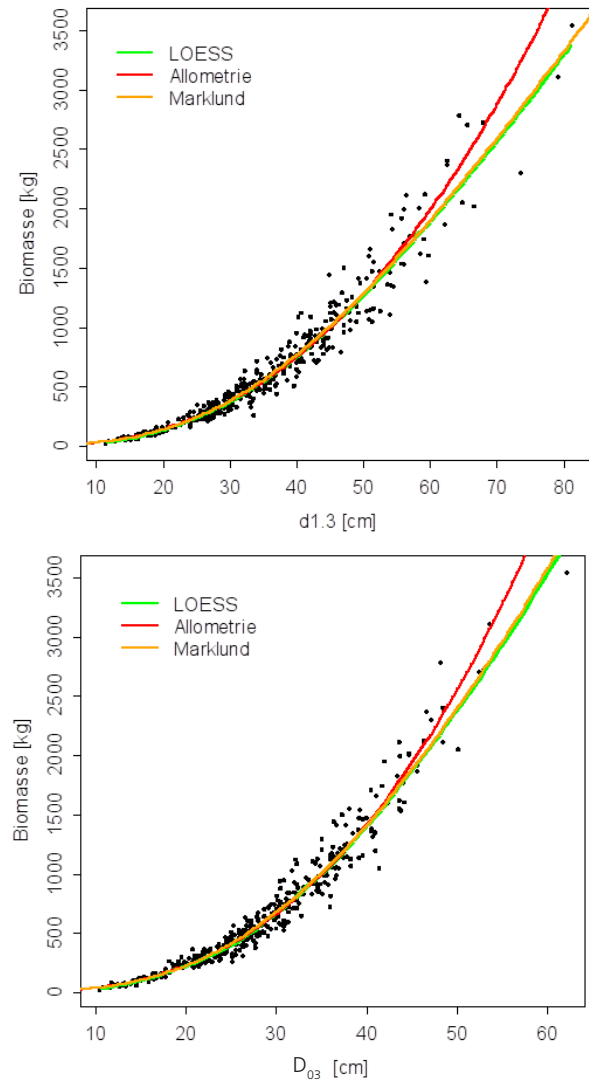 3500
3000
2500
2000
1500
1000
500
0
Biomasse [kg]
LOESS
Allometrie
Marklund
10 20 30 40 50 60 70 80
d1.3 [cm]
3500
3000
2500
2000
1500
1000
500
0
Biomasse [kg]
LOESS
Allometrie
Marklund
10 20 30 40 50 60
D03 [cm]